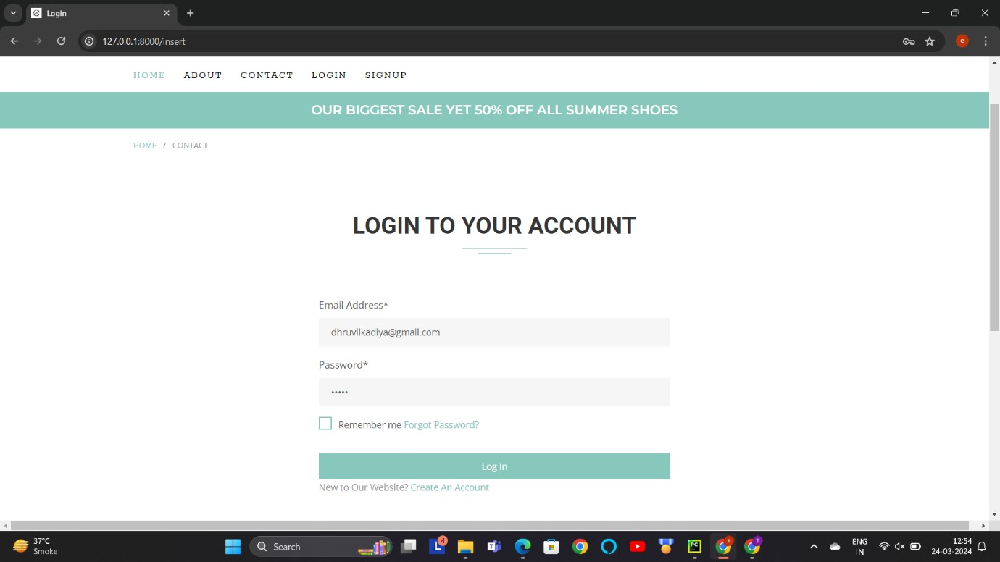 Login
127.0.0.1:8000/insert
e
HOME ABOUT CONTACT LOGIN SIGNUP
OUR BIGGEST SALE YET 50% OFF ALL SUMMER SHOES
HOME / CONTACT
LOGIN TO YOUR ACCOUNT
Email Address*
dhruvilkadiya@gmail.com
Password*
•••••
Remember me Forgot Password?
Log In
New to Our Website? Create An Account
37°C
Smoke
Search
L 4
PC
e
T
ENG
IN
12:54
24-03-2024